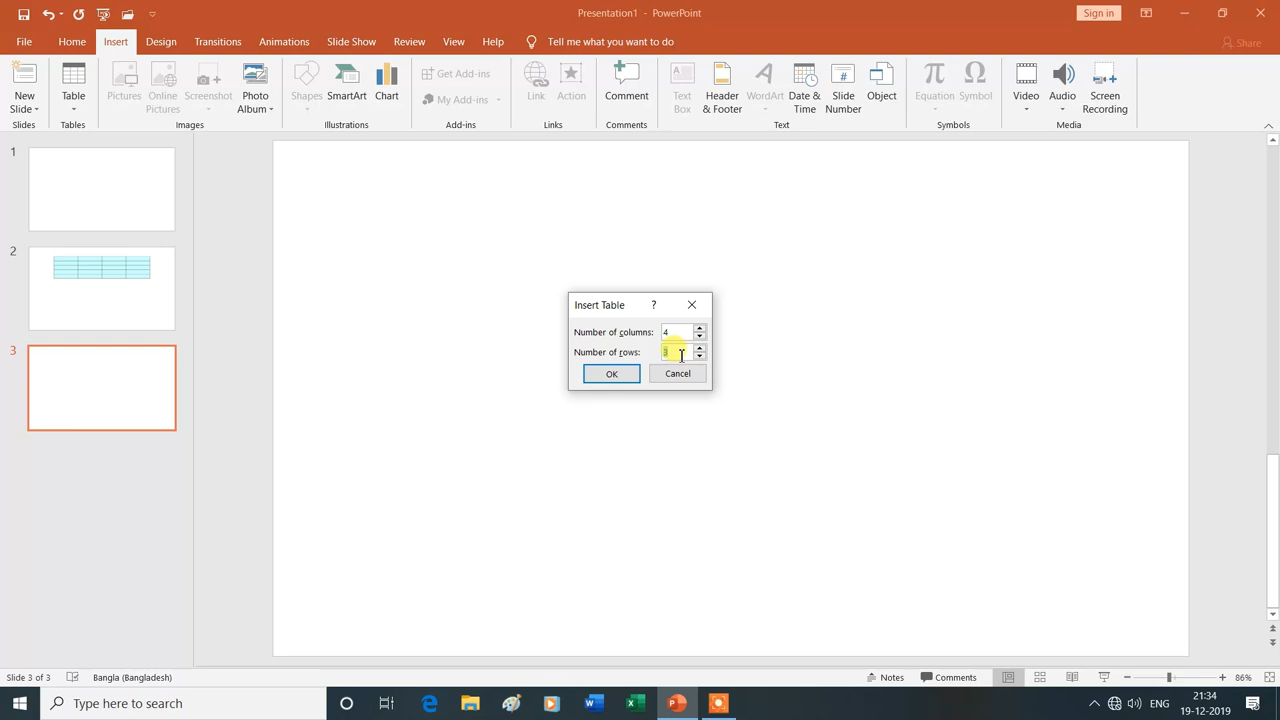 Presentation1 - PowerPoint
Sign in
File
Home
Insert
Design
Transitions
Animations
Slide Show
Review
View
Help
Tell me what you want to do
Share
New
Slide
Table
Pictures
Online
Pictures
Screenshot
Photo
Album
Shapes
SmartArt
Chart
Get Add-ins
My Add-ins
Link
Action
Comment
Text
Box
Header
& Footer
WordArt
Date &
Time
Slide
Number
Object
Equation
Symbol
Video
Audio
Screen
Recording
Slides
Tables
Images
Illustrations
Add-ins
Links
Comments
Text
Symbols
Media
1
2
3
Insert Table
?
Number of columns: 4
Number of rows:
OK
Cancel
Slide 3 of 3
Bangla (Bangladesh)
Notes
Comments
86%
Type here to search
ENG
21:34
19-12-2019